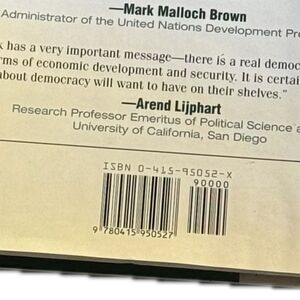 —Mark Malloch Brown
Administrator of the United Nations Development Pro
k has a very important message—there is a real democ
rms of economic development and security. It is certai
about democracy will want to have on their shelves."
—Arend Lijphart
Research Professor Emeritus of Political Science a
University of California, San Diego
ISBN 0-415-95052-X
90000
9 780415 950527